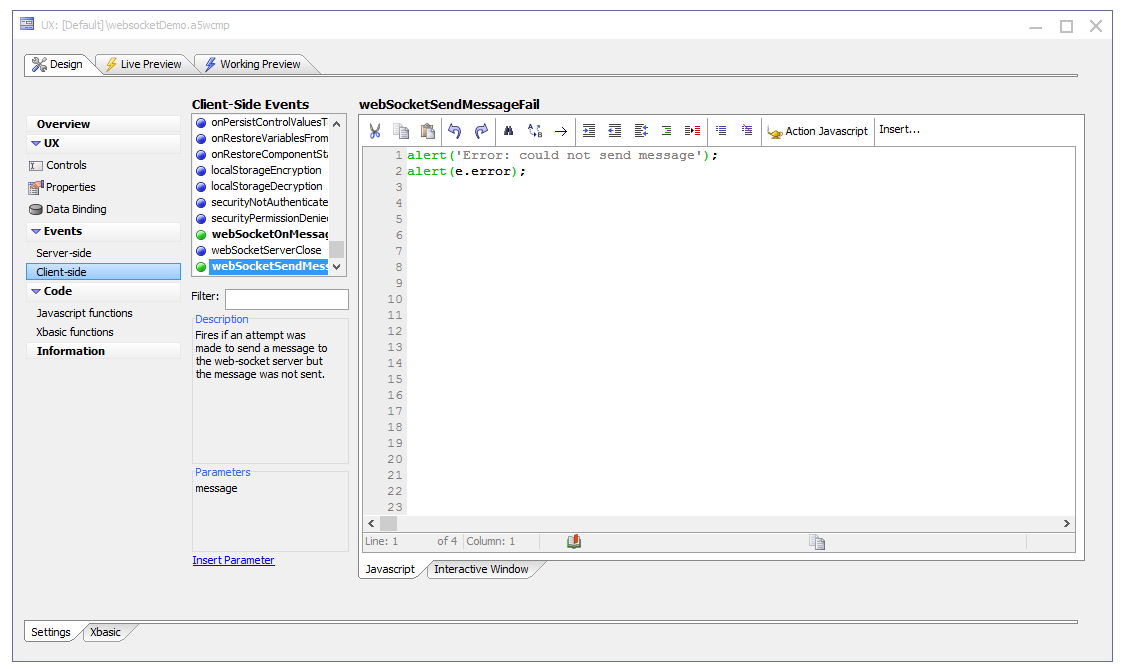 UX: [Default]\websocketDemo.a5wcmp
Design
Live Preview
Working Preview
Overview
UX
Controls
Properties
Data Binding
Events
Server-side
Client-side
Code
Javascript functions
Xbasic functions
Information
Client-Side Events
onPersistControlValuesT
onRestoreVariablesFrom
onRestoreComponentSta
localStorageEncryption
localStorageDecryption
securityNotAuthenticate
securityPermissionDenie
webSocketOnMessag
webSocketServerClose
webSocketSendMess
Filter:
Description
Fires if an attempt was
made to send a message to
the web-socket server but
the message was not sent.
Parameters
message
Insert Parameter
webSocketSendMessageFail
Action Javascript
Insert...
1 alert('Error: could not send message');
2 alert(e.error);
3
4
5
6
7
8
9
10
11
12
13
14
15
16
17
18
19
20
21
22
23
Line: 1 of 4 Column: 1
Javascript
Interactive Window
Settings
Xbasic